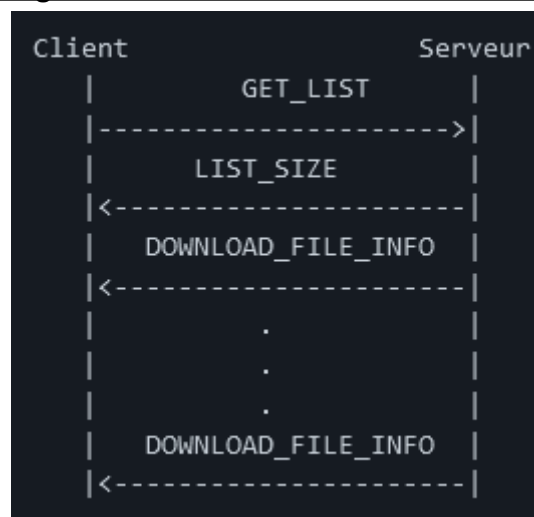 Client Serveur
| GET_LIST |
|---------------------->|
| LIST_SIZE |
|<----------------------|
| DOWNLOAD_FILE_INFO |
|<----------------------|
| . |
| . |
| . |
| DOWNLOAD_FILE_INFO |
|<----------------------|